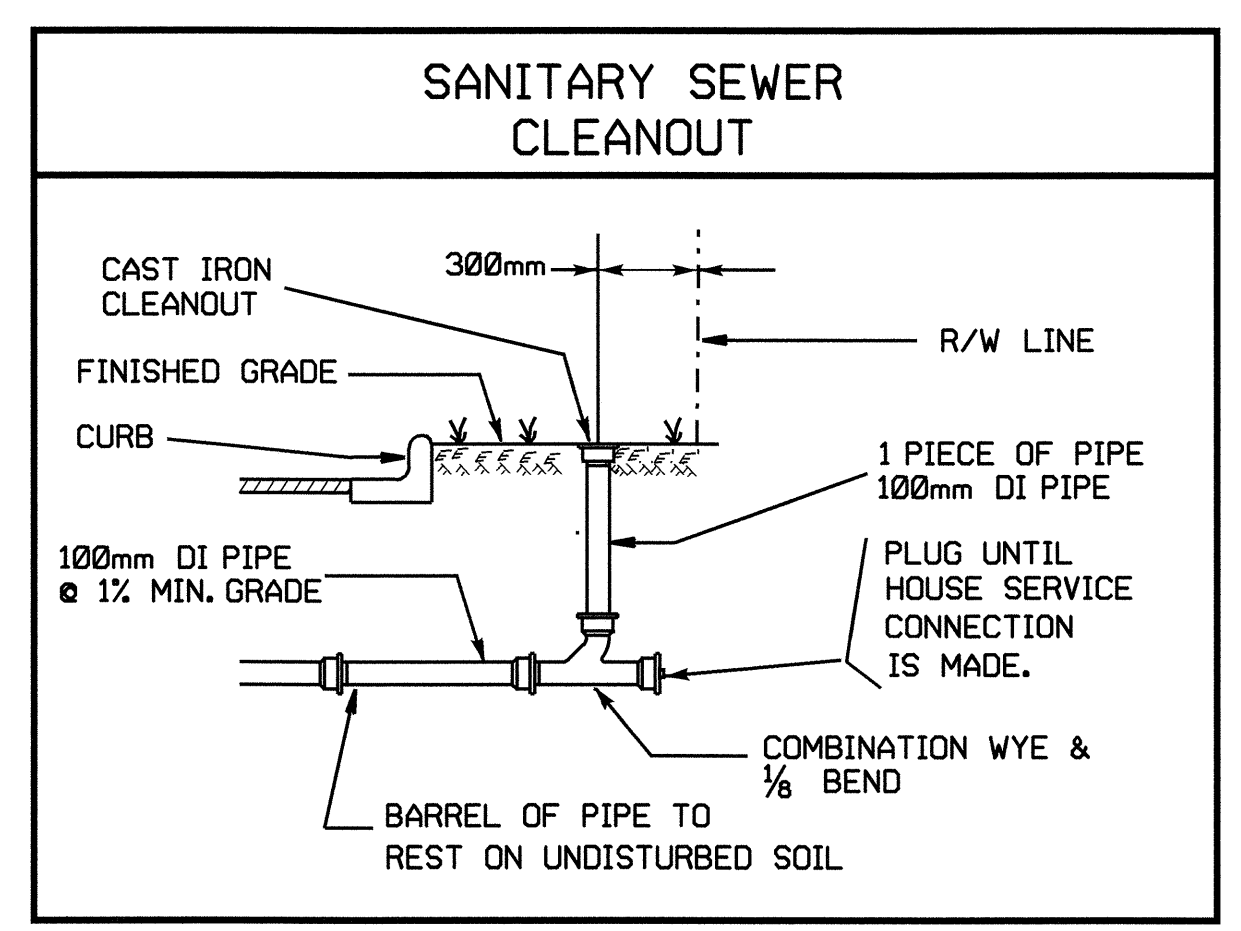 SANITARY SEWER
CLEANOUT
CAST IRON
CLEANOUT
300mm
R/W LINE
FINISHED GRADE
CURB
1 PIECE OF PIPE
100mm DI PIPE
100mm DI PIPE
@ 1% MIN. GRADE
PLUG UNTIL
HOUSE SERVICE
CONNECTION
IS MADE.
COMBINATION WYE &
1/8 BEND
BARREL OF PIPE TO
REST ON UNDISTURBED SOIL